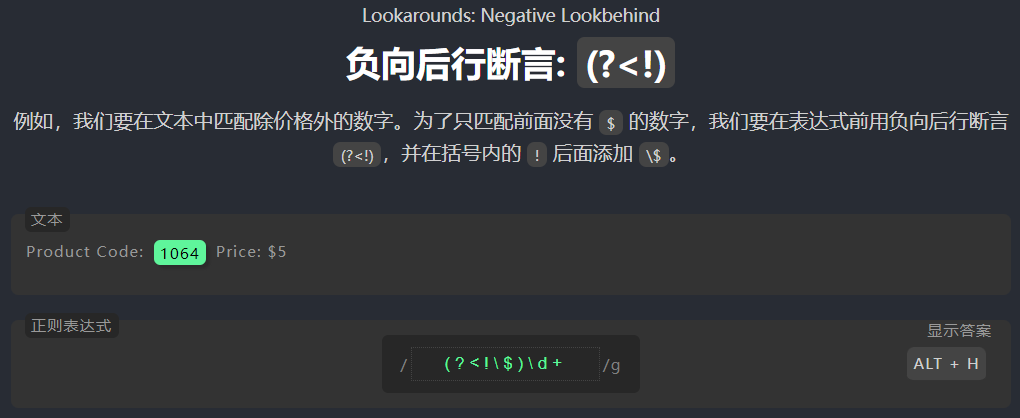 Lookarounds: Negative Lookbehind
负向后行断言: (?<!)
例如，我们要在文本中匹配除价格外的数字。为了只匹配前面没有 $ 的数字，我们要在表达式前用负向后行断言
(?<!)，并在括号内的 ! 后面添加 \$。
文本
Product Code: 1064 Price: $5
正则表达式
显示答案
/ (?<!\$)\d+ /g
ALT + H